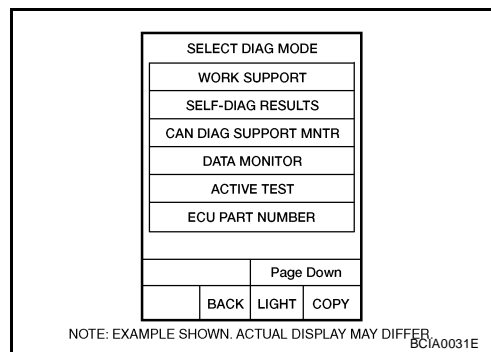 SELECT DIAG MODE
WORK SUPPORT
SELF-DIAG RESULTS
CAN DIAG SUPPORT MNTR
DATA MONITOR
ACTIVE TEST
ECU PART NUMBER
Page Down
BACK LIGHT COPY
NOTE: EXAMPLE SHOWN. ACTUAL DISPLAY MAY DIFFER.
BCIA0031E